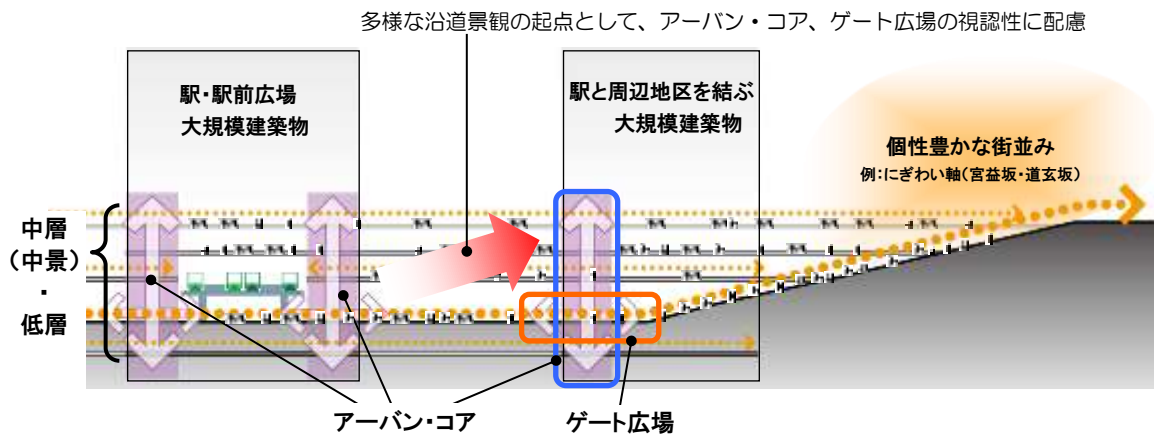 多様な沿道景観の起点として、アーバン・コア、ゲート広場の視認性に配慮
駅・駅前広場
大規模建築物
駅と周辺地区を結ぶ
大規模建築物
個性豊かな街並み
例:にぎわい軸(宮益坂・道玄坂)
中層
(中景)
・
低層
アーバン・コア
ゲート広場